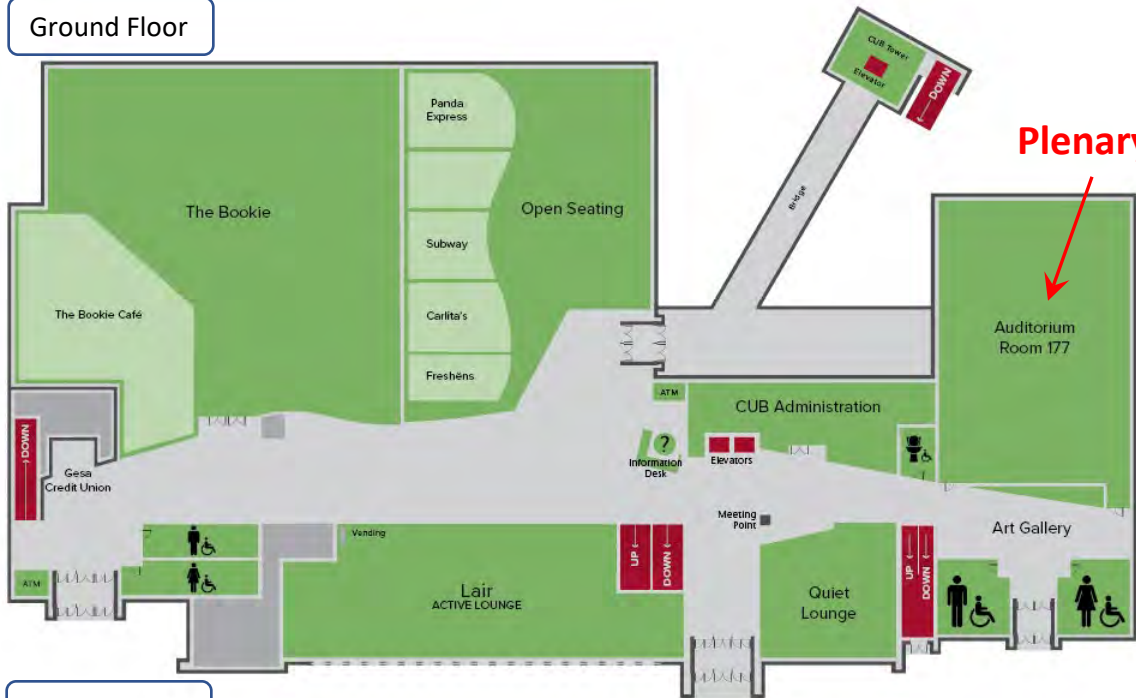 Ground Floor
CUB Tower
Elevator
DOWN
Plenary
Panda
Express
The Bookie
Open Seating
Bridge
Subway
The Bookie Café
Carlita's
Auditorium
Room 177
Freshëns
ATM
CUB Administration
DOWN
?
Information
Desk
Elevators
Gesa
Credit Union
Meeting
Point
Art Gallery
Vending
UP
DOWN
UP
DOWN
ATM
Lair
ACTIVE LOUNGE
Quiet
Lounge